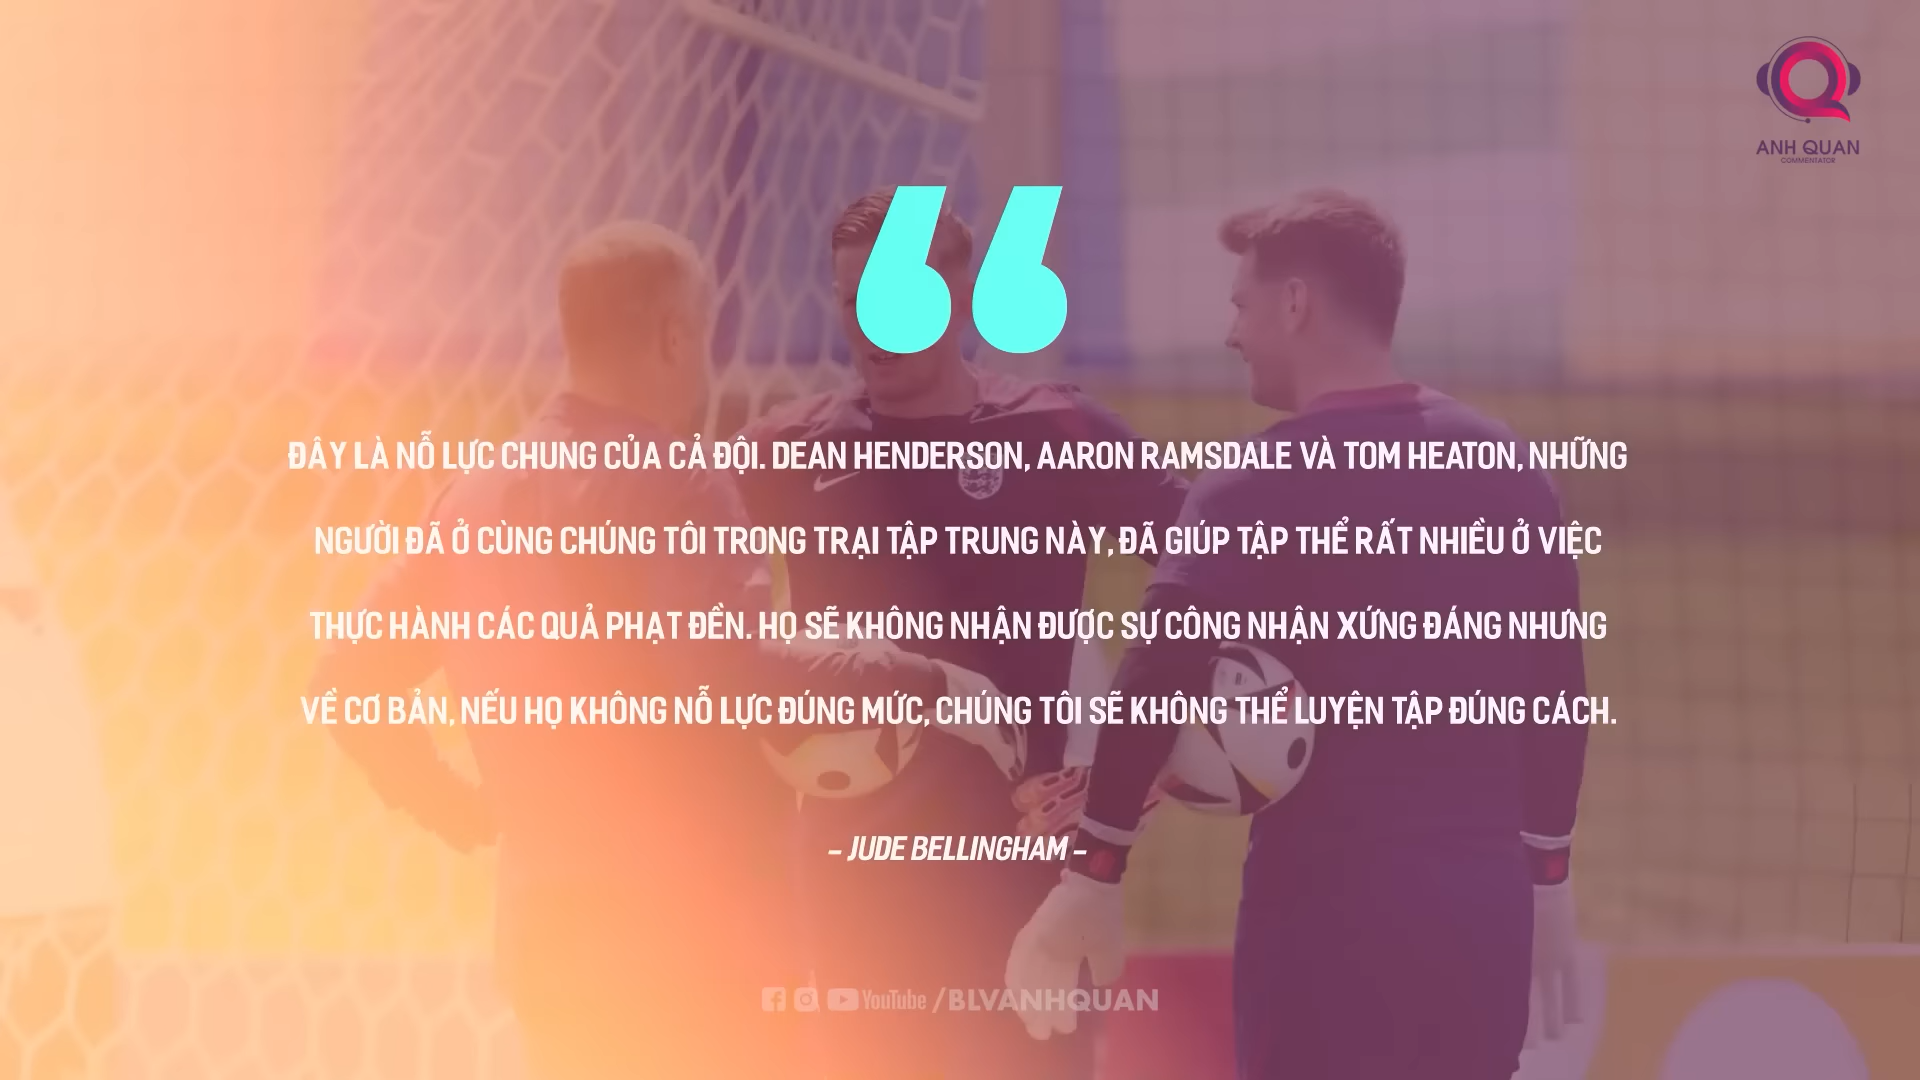 ANH QUAN
COMMENTATOR
ĐÂY LÀ NỖ LỰC CHUNG CỦA CẢ ĐỘI. DEAN HENDERSON, AARON RAMSDALE VÀ TOM HEATON, NHỮNG
NGƯỜI ĐÃ Ở CÙNG CHÚNG TÔI TRONG TRẠI TẬP TRUNG NÀY, ĐÃ GIÚP TẬP THỂ RẤT NHIỀU Ở VIỆC
THỰC HÀNH CÁC QUẢ PHẠT ĐỀN. HỌ SẼ KHÔNG NHẬN ĐƯỢC SỰ CÔNG NHẬN XỨNG ĐÁNG NHƯNG
VỀ CƠ BẢN, NẾU HỌ KHÔNG NỖ LỰC ĐÚNG MỨC, CHÚNG TÔI SẼ KHÔNG THỂ LUYỆN TẬP ĐÚNG CÁCH.
– JUDE BELLINGHAM –
YouTube /BLVANHQUAN